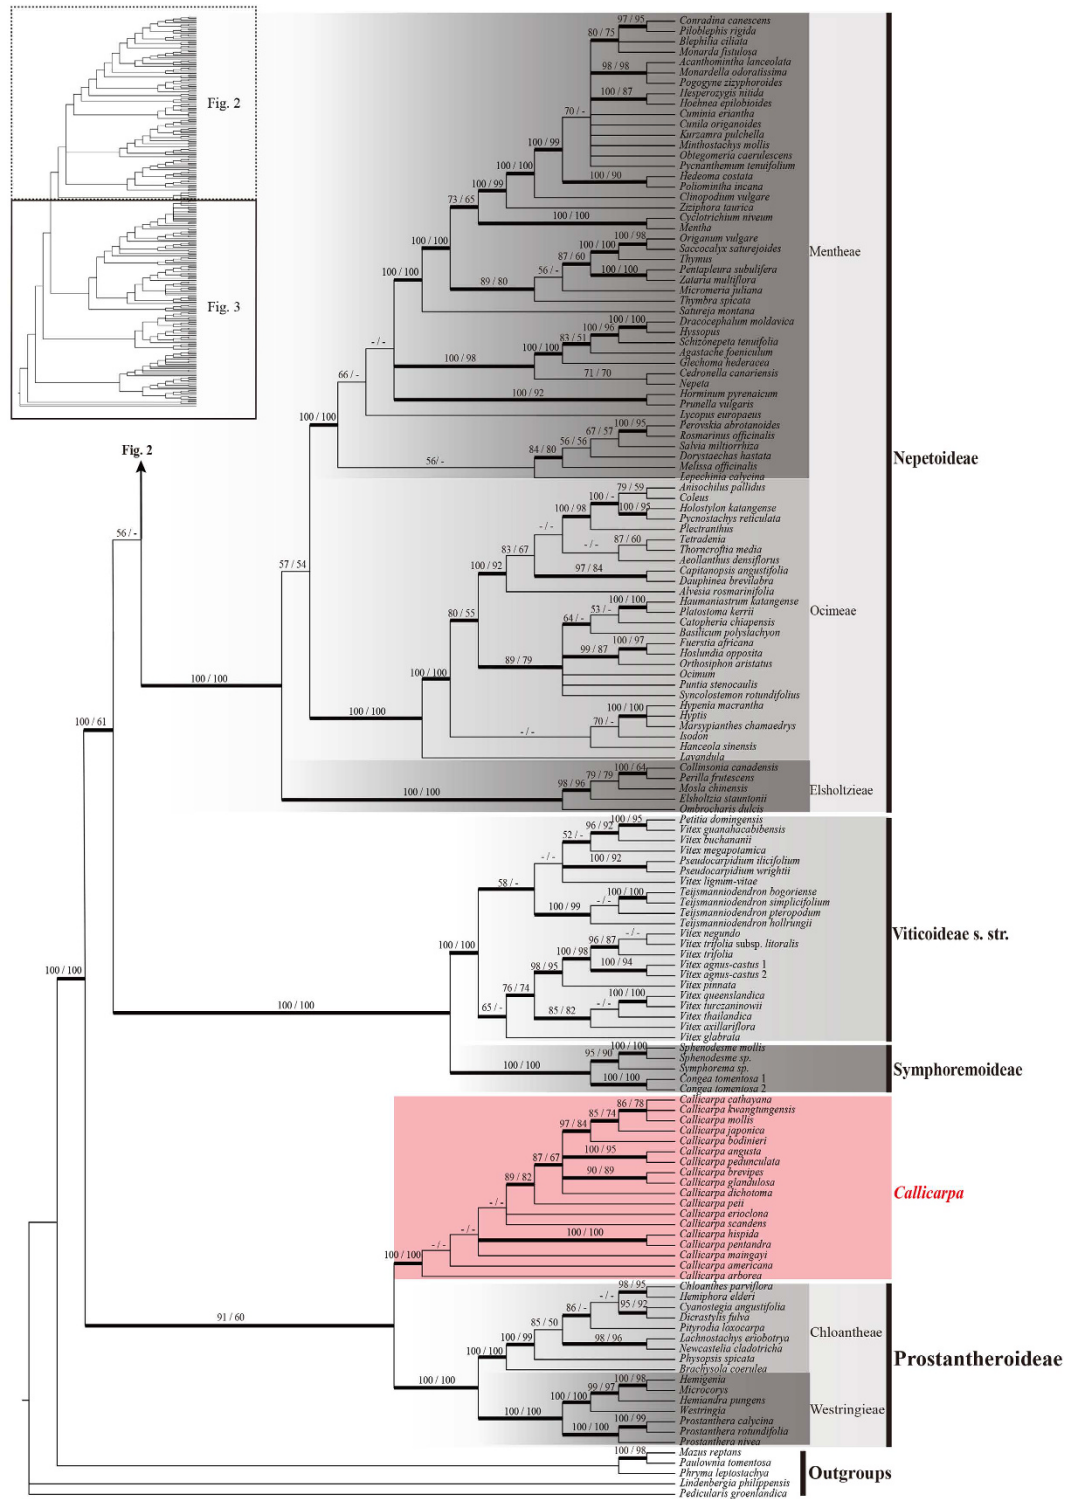 Fig. 2
Fig. 3
Fig. 2
97 / 95
80 / 75
98 / 98
100 / 87
70 / -
100 / 99
100 / 90
100 / 100
100 / 99
73 / 65
100 / 100
100 / 100
100 / 98
100 / 100
87 / 60
100 / 100
56 / -
89 / 80
100 / 100
100 / 100
100 / 96
83 / 51
100 / 100
- / -
100 / 98
71 / 70
100 / 92
66 / -
100 / 100
100 / 95
67 / 57
56 / 56
84 / 80
56/ -
Conradina canescens
Piloblephis rigida
Blephilia ciliata
Monarda fistulosa
Acanthomintha lanceolata
Monardella odoratissima
Pogogyne zizyphoroides
Hesperozygis nitida
Hoehnea epilobioides
Cuminia eriantha
Cunila origanoides
Kurzamra pulchella
Minthostachys mollis
Obtegomeria caerulescens
Pycnanthemum tenuifolium
Hedeoma costata
Poliomintha incana
Clinopodium vulgare
Ziziphora taurica
Cyclotrichium niveum
Mentha
Origanum vulgare
Saccocalyx saturejoides
Thymus
Pentapleura subulifera
Zataria multiflora
Micromeria juliana
Thymbra spicata
Satureja montana
Dracocephalum moldavica
Hyssopus
Schizonepeta tenuifolia
Agastache foeniculum
Glechoma hederacea
Cedronella canariensis
Nepeta
Horminum pyrenaicum
Prunella vulgaris
Lycopus europaeus
Perovskia abrotanoides
Rosmarinus officinalis
Salvia miltiorrhiza
Dorystaechas hastata
Melissa officinalis
Lepechinia calycina
Mentheae
79 / 59
100 / -
100 / 95
100 / 98
- / -
87 / 60
- / -
83 / 67
97 / 84
100 / 92
100 / 100
53 / -
64 / -
80 / 55
100 / 97
99 / 87
89 / 79
57 / 54
100 / 100
100 / 100
70 / -
- / -
100 / 100
56 / -
100 / 100
Anisochilus pallidus
Coleus
Holostylon katangense
Pycnostachys reticulata
Plectranthus
Tetradenia
Thorncroftia media
Aeollanthus densiflorus
Capitanopsis angustifolia
Dauphinea brevilabra
Alvesia rosmarinifolia
Haumaniastrum katangense
Platostoma kerrii
Catopheria chiapensis
Basilicum polystachyon
Fuerstia africana
Hoslundia opposita
Orthosiphon aristatus
Ocimum
Puntia stenocaulis
Syncolostemon rotundifolius
Hypenia macrantha
Hyptis
Marsypianthes chamaedrys
Isodon
Hanceola sinensis
Lavandula
Ocimeae
100 / 64
79 / 79
98 / 96
100 / 100
Collinsonia canadensis
Perilla frutescens
Mosla chinensis
Elsholtzia stauntonii
Ombrocharis dulcis
Elsholtzieae
Nepetoideae
100 / 61
100 / 95
96 / 92
52 / -
100 / 92
- / -
58 / -
100 / 100
- / -
100 / 99
- / -
96 / 87
100 / 98
100 / 94
98 / 95
76 / 74
65 / -
100 / 100
- / -
85 / 82
100 / 100
100 / 100
100 / 100
Petitia domingensis
Vitex guanahacabibensis
Vitex buchananii
Vitex megapotamica
Pseudocarpidium ilicifolium
Pseudocarpidium wrightii
Vitex lignum-vitae
Teijsmanniodendron bogoriense
Teijsmanniodendron simplicifolium
Teijsmanniodendron pteropodum
Teijsmanniodendron hollrungii
Vitex negundo
Vitex trifolia subsp. litoralis
Vitex trifolia
Vitex agnus-castus 1
Vitex agnus-castus 2
Vitex pinnata
Vitex queenslandica
Vitex turczaninowii
Vitex thailandica
Vitex axillariflora
Vitex glabrata
Viticoideae s. str.
100 / 100
95 / 90
100 / 100
100 / 100
Sphenodesme mollis
Sphenodesme sp.
Symphorema sp.
Congea tomentosa 1
Congea tomentosa 2
Symphoremoideae
86 / 78
85 / 74
97 / 84
100 / 95
87 / 67
90 / 89
89 / 82
- / -
100 / 100
- / -
- / -
100 / 100
Callicarpa cathayana
Callicarpa kwangtungensis
Callicarpa mollis
Callicarpa japonica
Callicarpa bodinieri
Callicarpa angusta
Callicarpa pedunculata
Callicarpa brevipes
Callicarpa glandulosa
Callicarpa dichotoma
Callicarpa peii
Callicarpa erioclona
Callicarpa scandens
Callicarpa hispida
Callicarpa pentandra
Callicarpa maingayi
Callicarpa americana
Callicarpa arborea
Callicarpa
91 / 60
98 / 95
- / -
95 / 92
86 / -
85 / 50
98 / 96
100 / 99
100 / 100
100 / 100
Chloanthes parviflora
Hemiphora elderi
Cyanostegia angustifolia
Dicrastylis fulva
Pityrodia loxocarpa
Lachnostachys eriobotrya
Newcastelia cladotricha
Physopsis spicata
Brachysola coerulea
Chloantheae
100 / 98
99 / 97
100 / 100
100 / 100
100 / 99
100 / 100
Hemigenia
Microcorys
Hemiandra pungens
Westringia
Prostanthera calycina
Prostanthera rotundifolia
Prostanthera nivea
Westringieae
Prostantheroideae
100 / 98
Mazus reptans
Paulownia tomentosa
Phryma leptostachya
Lindenbergia philippensis
Pedicularis groenlandica
Outgroups